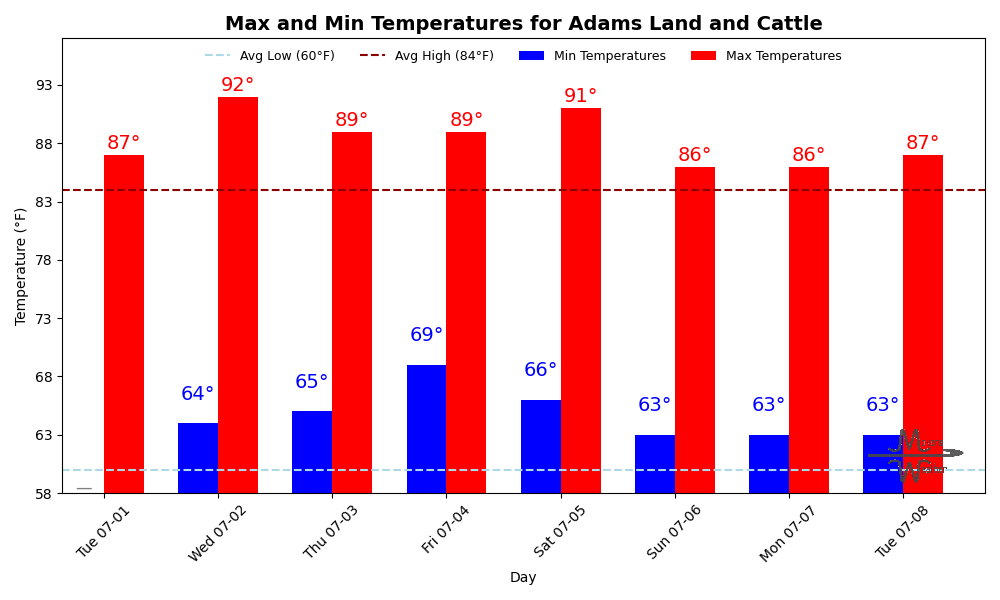 Max and Min Temperatures for Adams Land and Cattle
Avg Low (60°F) Avg High (84°F) Min Temperatures Max Temperatures
Temperature (°F)
93
88
83
78
73
68
63
58
87°
92°
89°
89°
91°
86°
86°
87°
64°
65°
69°
66°
63°
63°
63°
—
Tue 07-01
Wed 07-02
Thu 07-03
Fri 07-04
Sat 07-05
Sun 07-06
Mon 07-07
Tue 07-08
Day